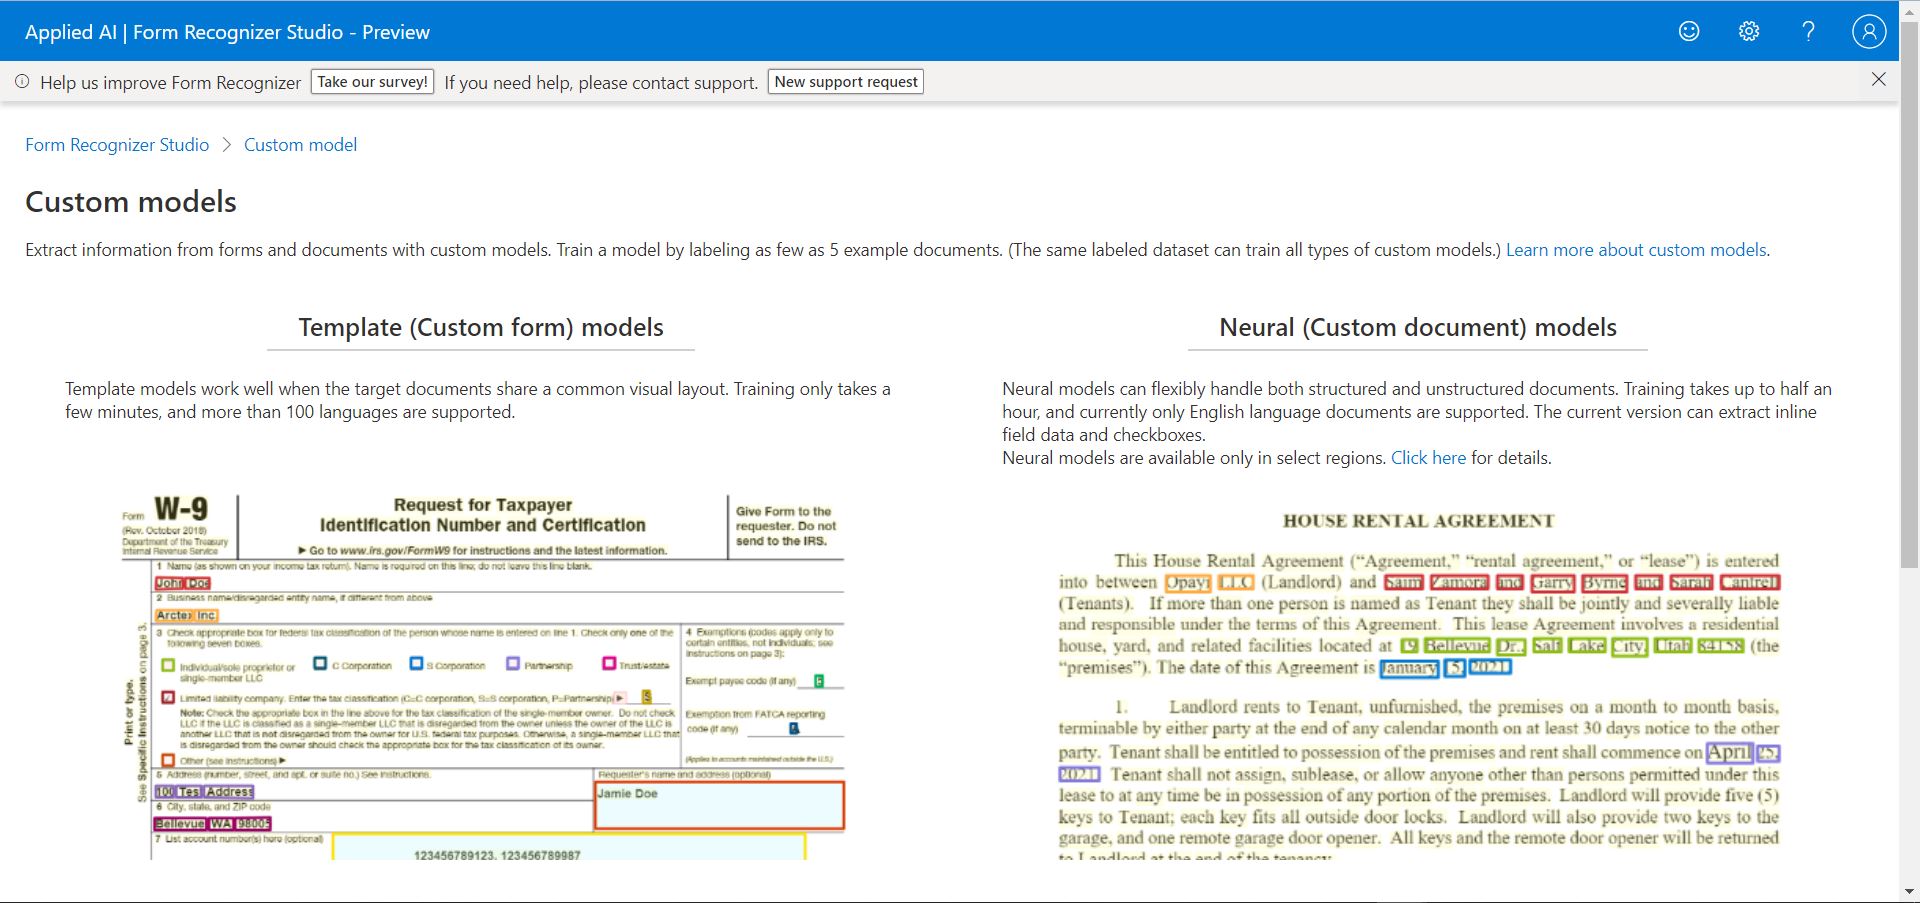 Applied AI | Form Recognizer Studio - Preview
Help us improve Form Recognizer Take our survey! If you need help, please contact support. New support request
Form Recognizer Studio > Custom model
Custom models
Extract information from forms and documents with custom models. Train a model by labeling as few as 5 example documents. (The same labeled dataset can train all types of custom models.) Learn more about custom models.
Template (Custom form) models
Template models work well when the target documents share a common visual layout. Training only takes a
few minutes, and more than 100 languages are supported.
Form W-9
(Rev. October 2018)
Department of the Treasury
Internal Revenue Service
Request for Taxpayer
Identification Number and Certification
▶ Go to www.irs.gov/FormW9 for instructions and the latest information.
Give Form to the
requester. Do not
send to the IRS.
Print or type.
See Specific Instructions on page 3.
1 Name (as shown on your income tax return). Name is required on this line; do not leave this line blank.
John Doe
2 Business name/disregarded entity name, if different from above
Arctex Inc
3 Check appropriate box for federal tax classification of the person whose name is entered on line 1. Check only one of the
following seven boxes.
Individual/sole proprietor or
single-member LLC
C Corporation
S Corporation
Partnership
Trust/estate
Limited liability company. Enter the tax classification (C=C corporation, S=S corporation, P=Partnership) ▶ S
Note: Check the appropriate box in the line above for the tax classification of the single-member owner. Do not check
LLC if the LLC is classified as a single-member LLC that is disregarded from the owner unless the owner of the LLC is
another LLC that is not disregarded from the owner for U.S. federal tax purposes. Otherwise, a single-member LLC that
is disregarded from the owner should check the appropriate box for the tax classification of its owner.
Other (see instructions) ▶
4 Exemptions (codes apply only to
certain entities, not individuals; see
instructions on page 3):
Exempt payee code (if any)
Exemption from FATCA reporting
code (if any)
(Applies to accounts maintained outside the U.S.)
5 Address (number, street, and apt. or suite no.) See instructions.
100 Tes Address
Requester's name and address (optional)
Jamie Doe
6 City, state, and ZIP code
Bellevue WA 98005
7 List account number(s) here (optional)
123456789123, 123456789987
Neural (Custom document) models
Neural models can flexibly handle both structured and unstructured documents. Training takes up to half an
hour, and currently only English language documents are supported. The current version can extract inline
field data and checkboxes.
Neural models are available only in select regions. Click here for details.
HOUSE RENTAL AGREEMENT
This House Rental Agreement (“Agreement,” “rental agreement,” or “lease”) is entered
into between Opayi LLC (Landlord) and Saim Zamora and Garry Byrne and Sarah Cantrell
(Tenants). If more than one person is named as Tenant they shall be jointly and severally liable
and responsible under the terms of this Agreement. This lease Agreement involves a residential
house, yard, and related facilities located at 9 Bellevue Dr., Salt Lake City, Utah 84158 (the
“premises”). The date of this Agreement is January 5, 2021
1. Landlord rents to Tenant, unfurnished, the premises on a month to month basis,
terminable by either party at the end of any calendar month on at least 30 days notice to the other
party. Tenant shall be entitled to possession of the premises and rent shall commence on April 25,
2021 Tenant shall not assign, sublease, or allow anyone other than persons permitted under this
lease to at any time be in possession of any portion of the premises. Landlord will provide five (5)
keys to Tenant; each key fits all outside door locks. Landlord will also provide two keys to the
garage, and one remote garage door opener. All keys and the remote door opener will be returned
to Landlord at the end of the tenancy.